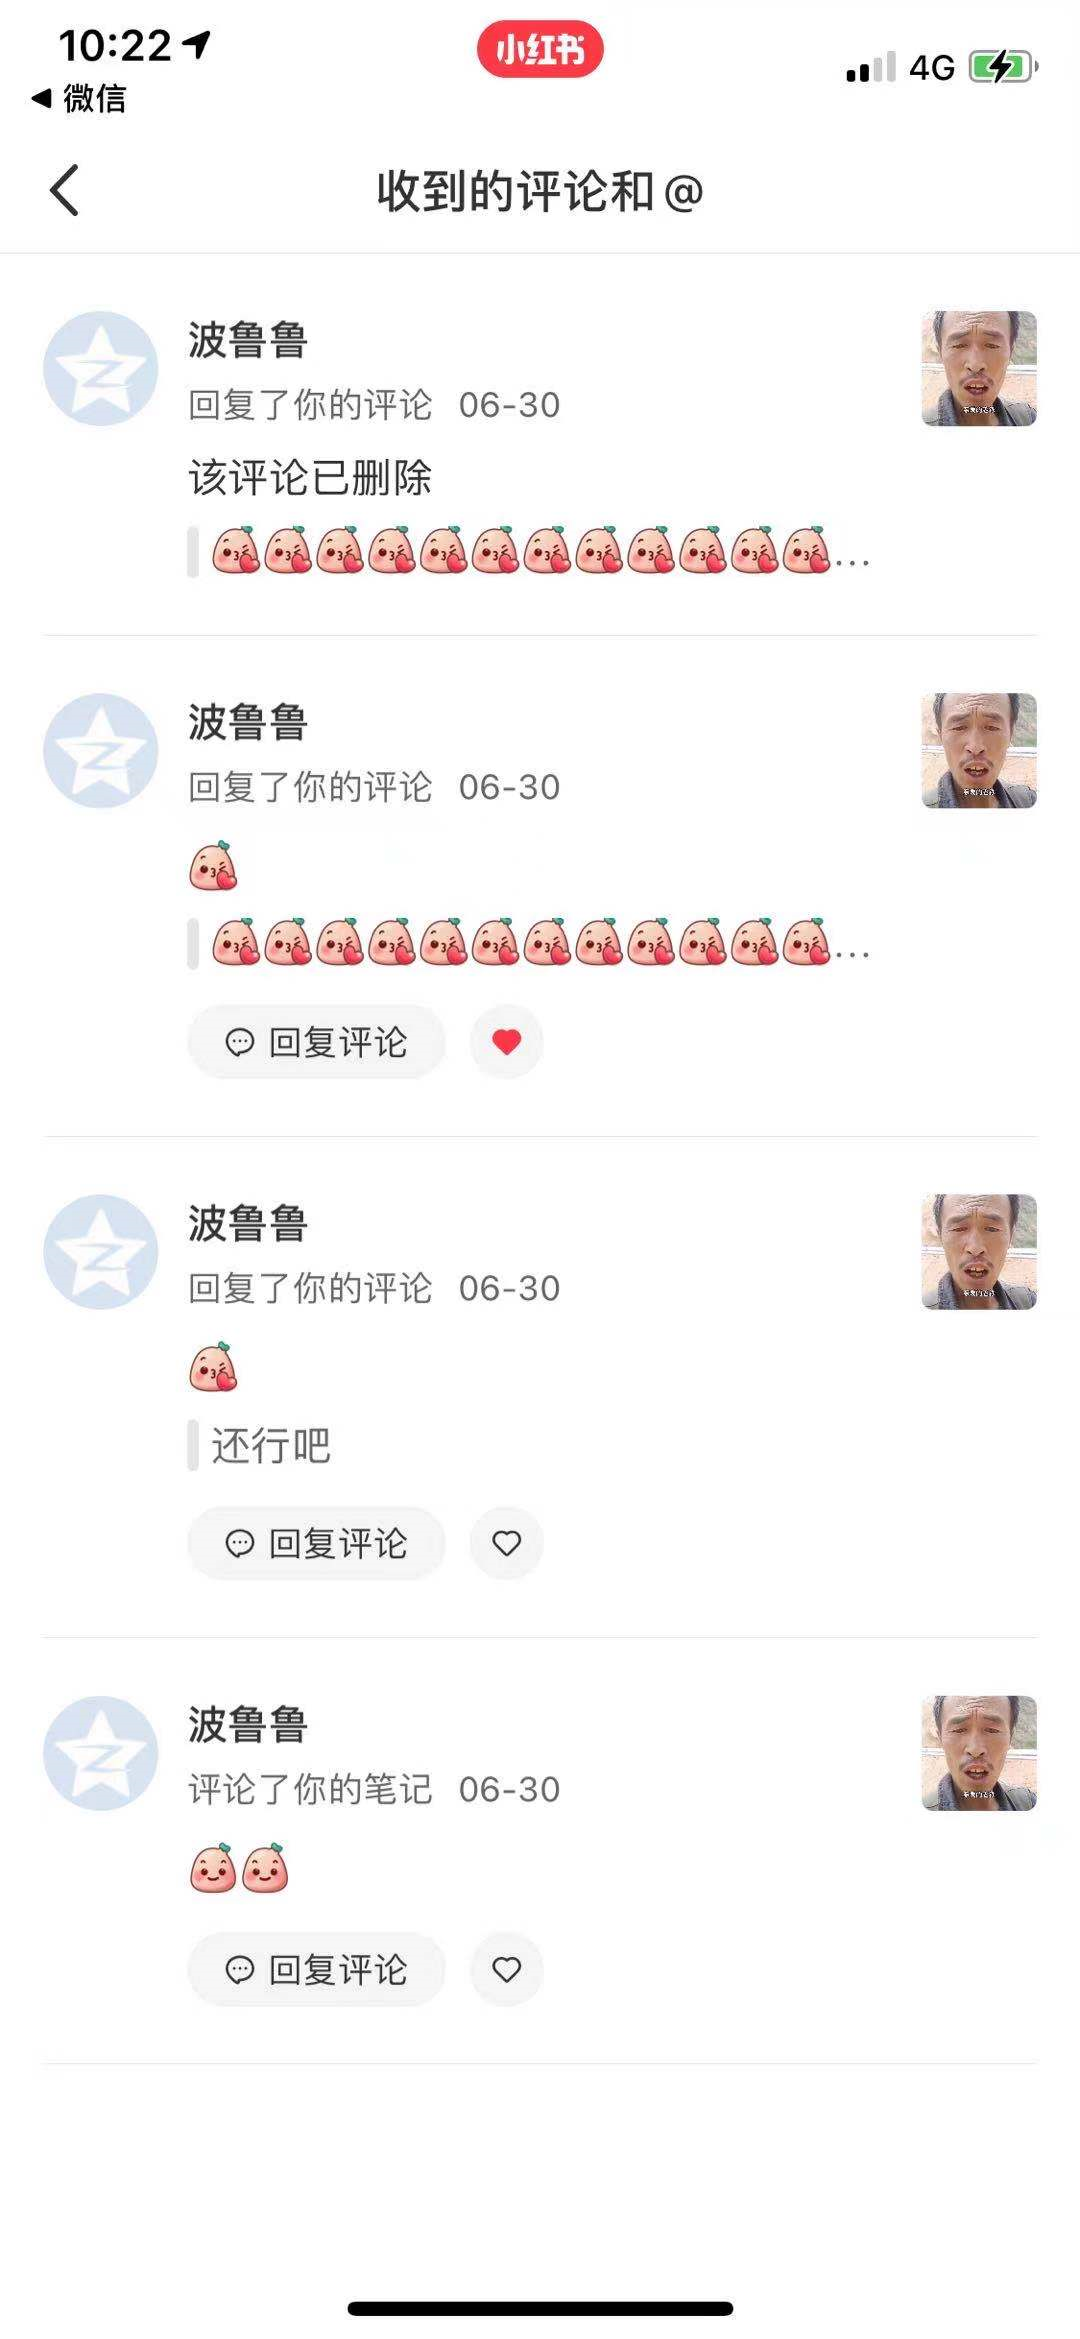 10:22
小红书
4G
微信
收到的评论和@
波鲁鲁
回复了你的评论 06-30
该评论已删除
...
波鲁鲁
回复了你的评论 06-30
...
回复评论
波鲁鲁
回复了你的评论 06-30
还行吧
回复评论
波鲁鲁
评论了你的笔记 06-30
回复评论